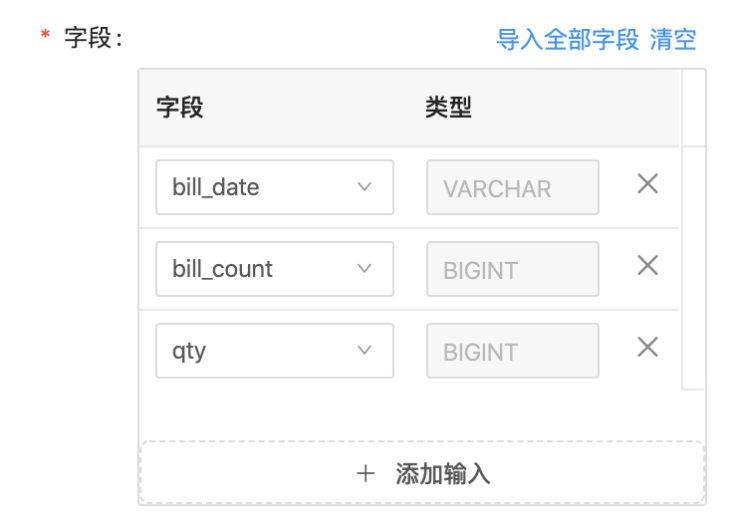 * 字段: 导入全部字段 清空
字段 类型
bill_date VARCHAR
bill_count BIGINT
qty BIGINT
+ 添加输入